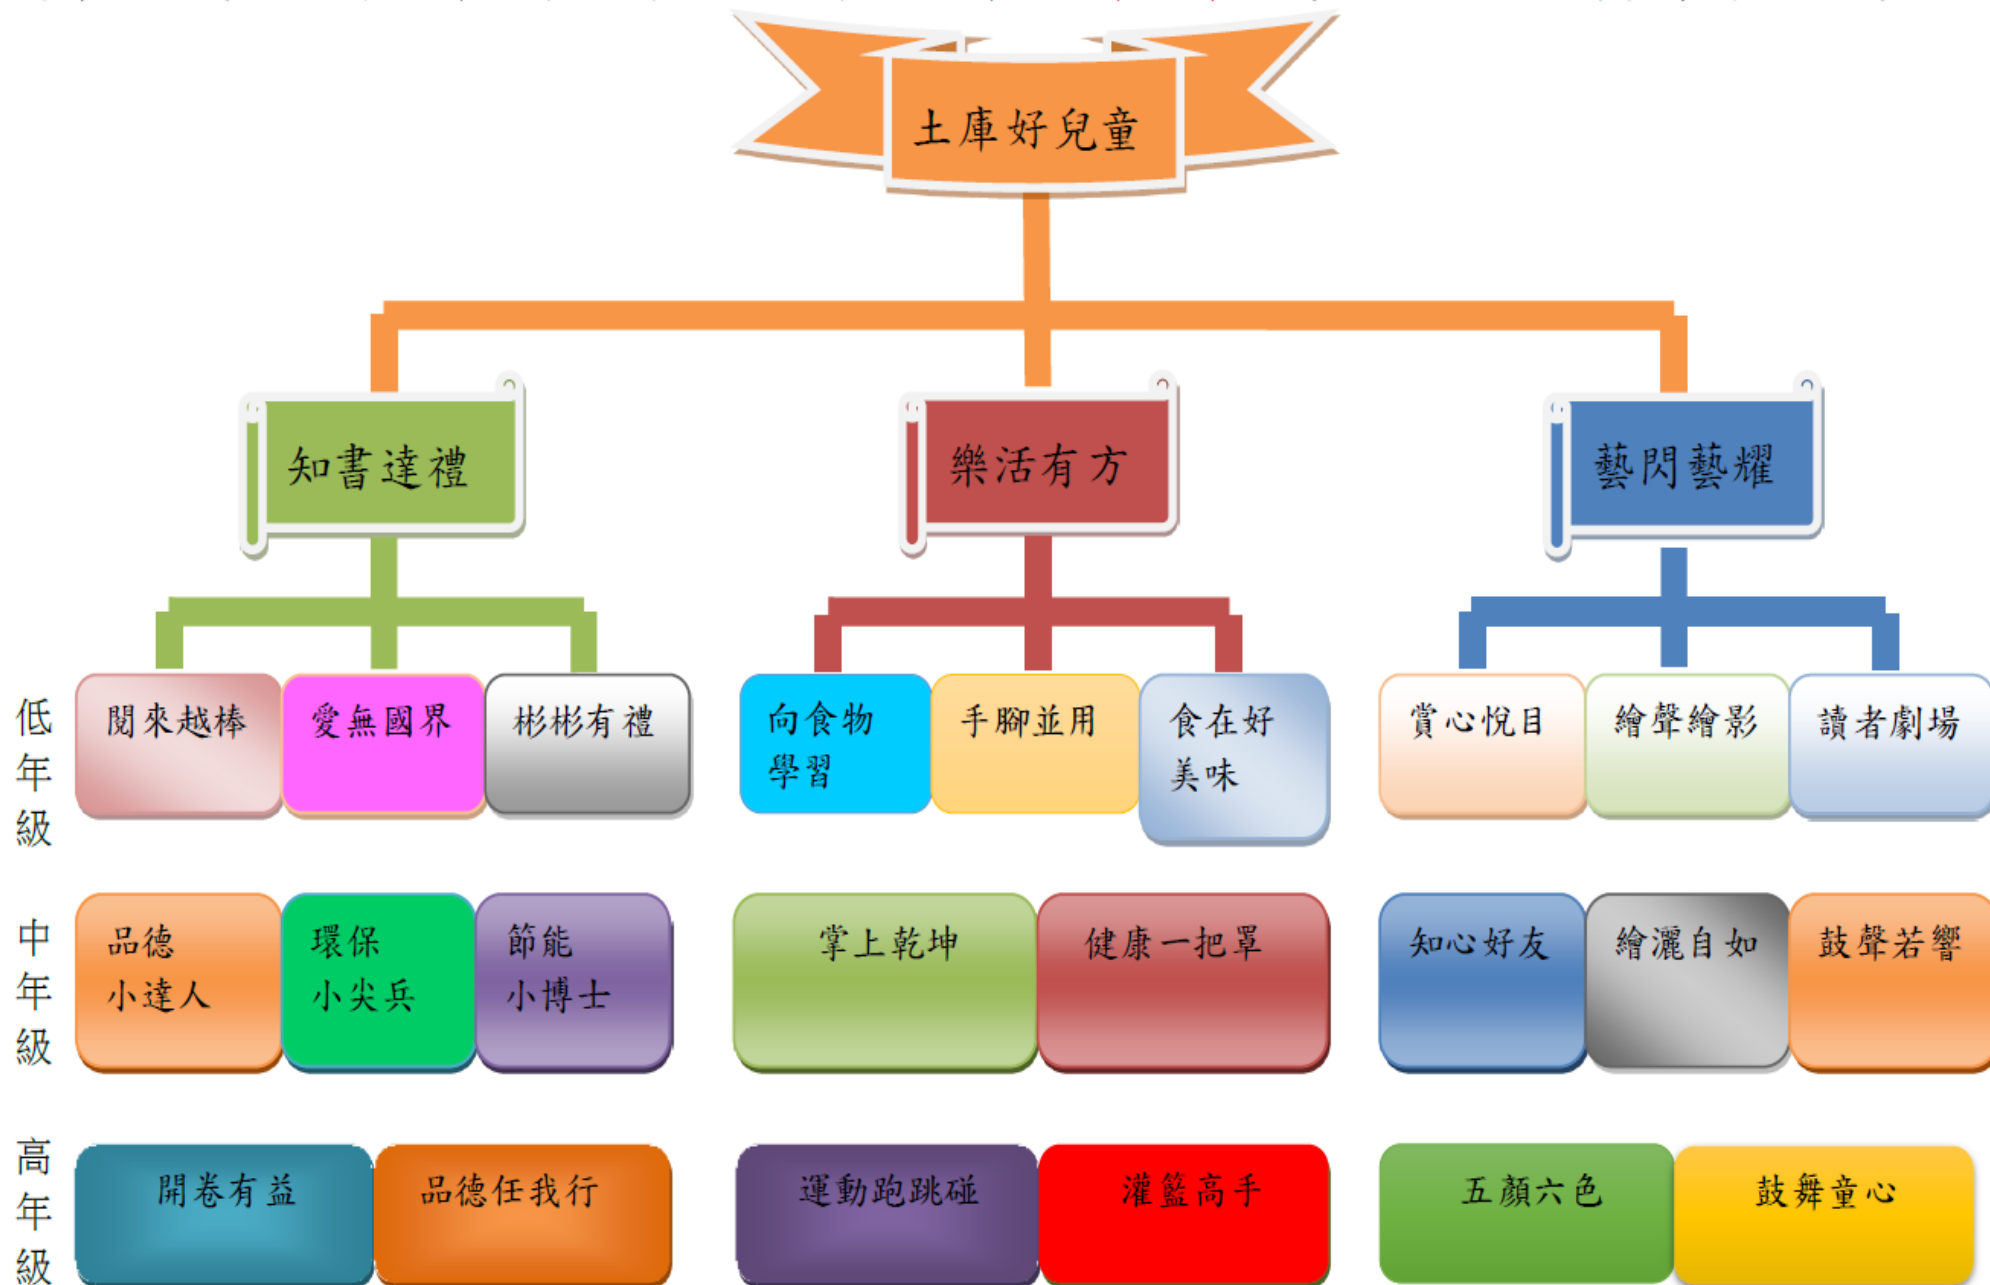 土庫好兒童
知書達禮
樂活有方
藝閃藝耀
低年級
閱來越棒
愛無國界
彬彬有禮
向食物
學習
手腳並用
食在好
美味
賞心悅目
繪聲繪影
讀者劇場
中年級
品德
小達人
環保
小尖兵
節能
小博士
掌上乾坤
健康一把罩
知心好友
繪灑自如
鼓聲若響
高年級
開卷有益
品德任我行
運動跑跳碰
灌籃高手
五顏六色
鼓舞童心